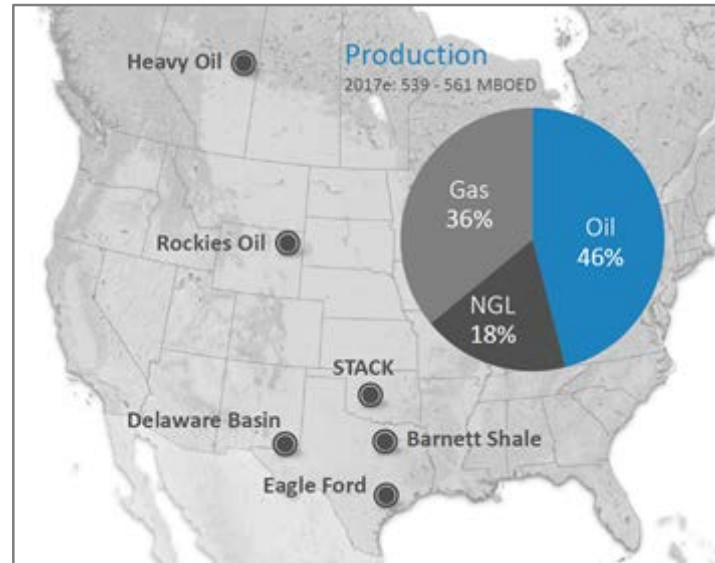 Production
2017e: 539 - 561 MBOED
Heavy Oil
Gas
36%
Oil
46%
NGL
18%
Rockies Oil
STACK
Delaware Basin
Barnett Shale
Eagle Ford